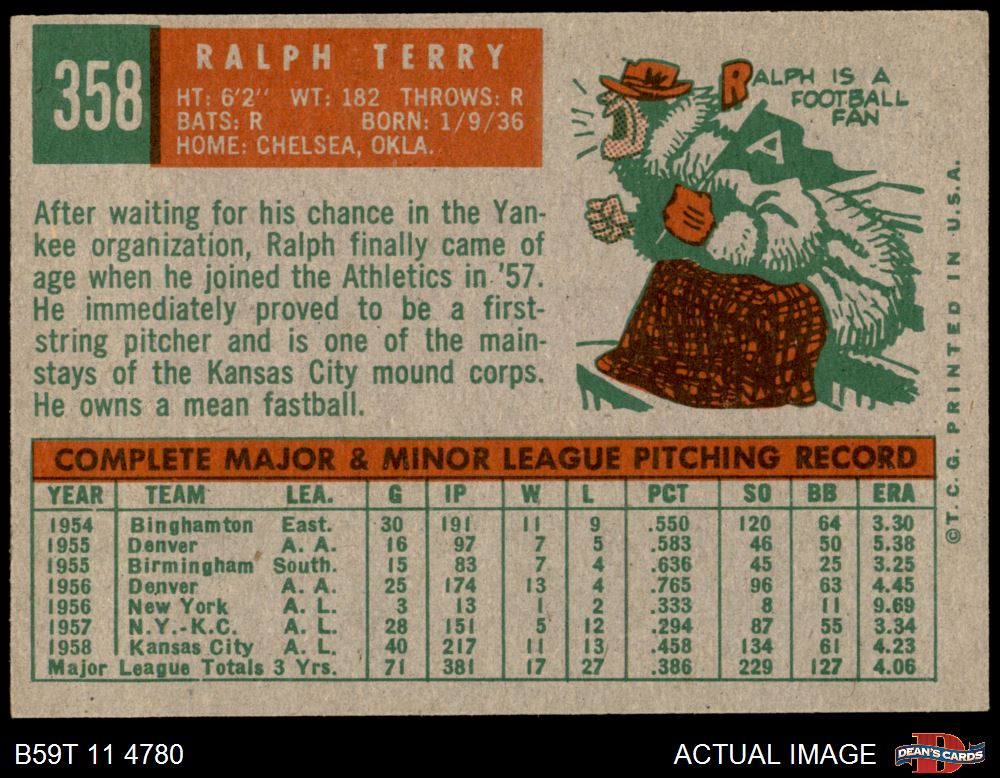 358
RALPH TERRY
HT: 6'2" WT: 182 THROWS: R
BATS: R BORN: 1/9/36
HOME: CHELSEA, OKLA.
RALPH IS A
FOOTBALL
FAN
A
After waiting for his chance in the Yan-
kee organization, Ralph finally came of
age when he joined the Athletics in '57.
He immediately proved to be a first-
string pitcher and is one of the main-
stays of the Kansas City mound corps.
He owns a mean fastball.
©T.C.G. PRINTED IN U.S.A.
COMPLETE MAJOR & MINOR LEAGUE PITCHING RECORD
YEAR TEAM LEA. G IP W L PCT SO BB ERA
1954 Binghamton East. 30 191 11 9 .550 120 64 3.30
1955 Denver A. A. 16 97 7 5 .583 46 50 5.38
1955 Birmingham South. 15 83 7 4 .636 45 25 3.25
1956 Denver A. A. 25 174 13 4 .765 96 63 4.45
1956 New York A. L. 3 13 1 2 .333 8 11 9.69
1957 N.Y.-K.C. A. L. 28 151 5 12 .294 87 55 3.34
1958 Kansas City A. L. 40 217 11 13 .458 134 61 4.23
Major League Totals 3 Yrs. 71 381 17 27 .386 229 127 4.06
B59T 11 4780
ACTUAL IMAGE
D
DEAN'S CARDS